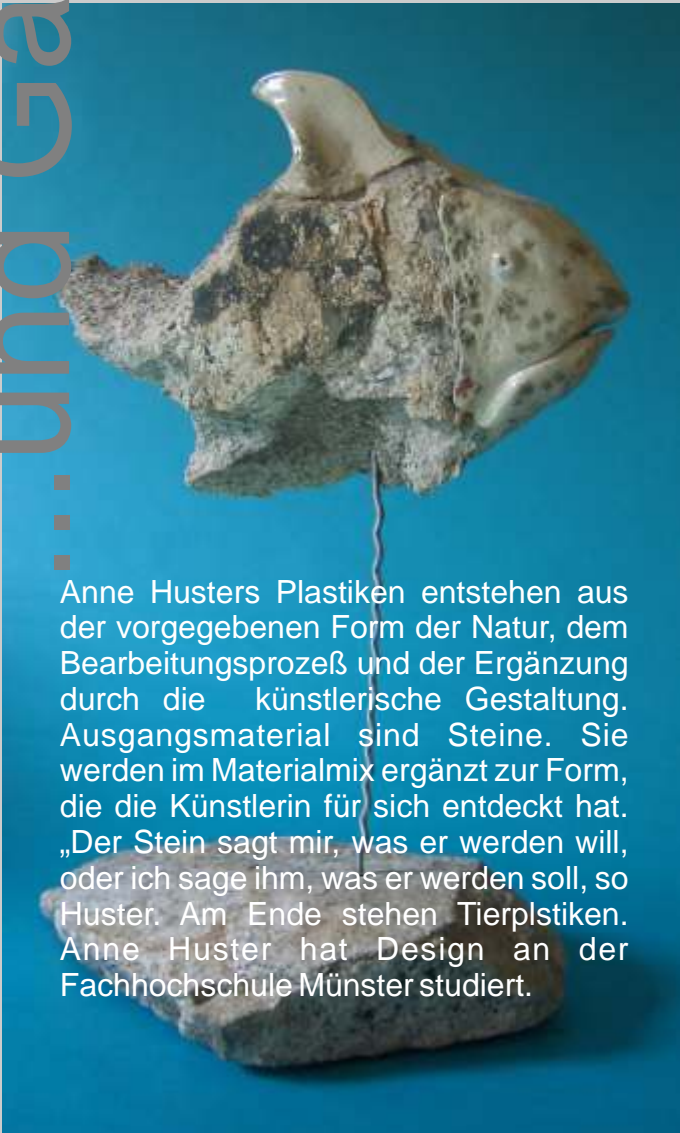 ...und Ga
Anne Husters Plastiken entstehen aus
der vorgegebenen Form der Natur, dem
Bearbeitungsprozeß und der Ergänzung
durch die künstlerische Gestaltung.
Ausgangsmaterial sind Steine. Sie
werden im Materialmix ergänzt zur Form,
die die Künstlerin für sich entdeckt hat.
„Der Stein sagt mir, was er werden will,
oder ich sage ihm, was er werden soll, so
Huster. Am Ende stehen Tierplstiken.
Anne Huster hat Design an der
Fachhochschule Münster studiert.